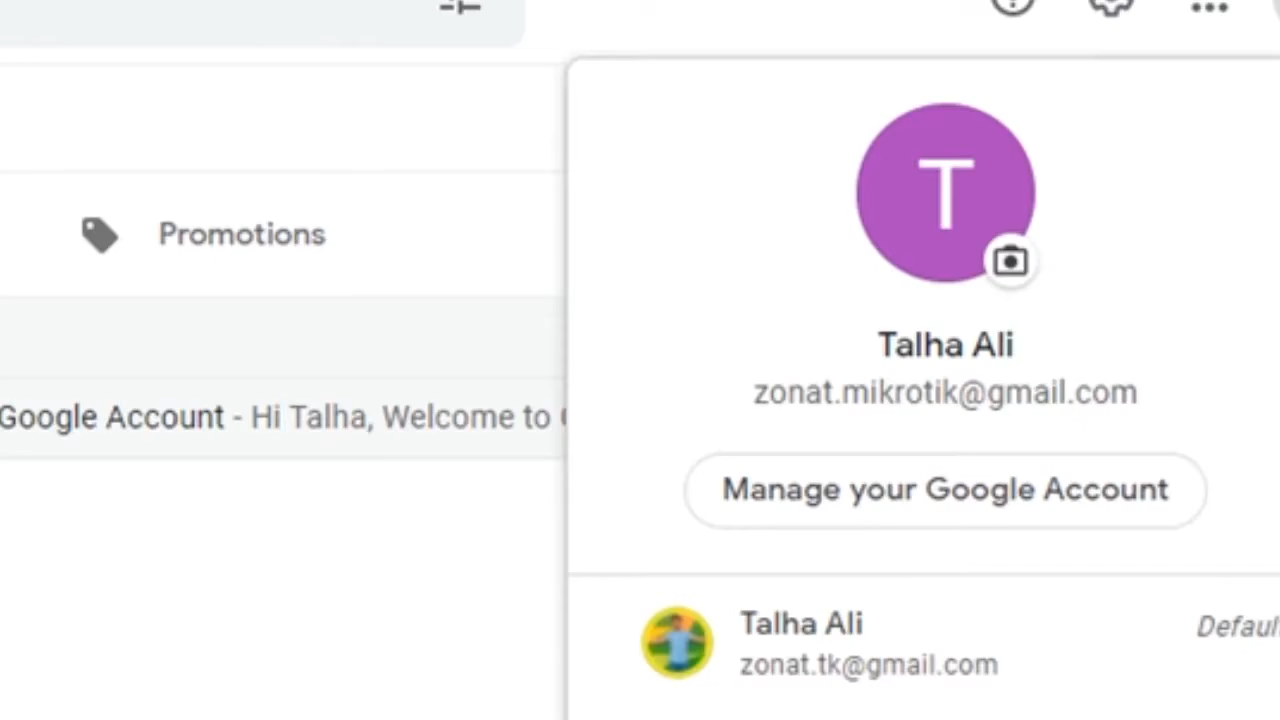 Promotions
Google Account - Hi Talha, Welcome to
T
Talha Ali
zonat.mikrotik@gmail.com
Manage your Google Account
Talha Ali
zonat.tk@gmail.com
Defaul